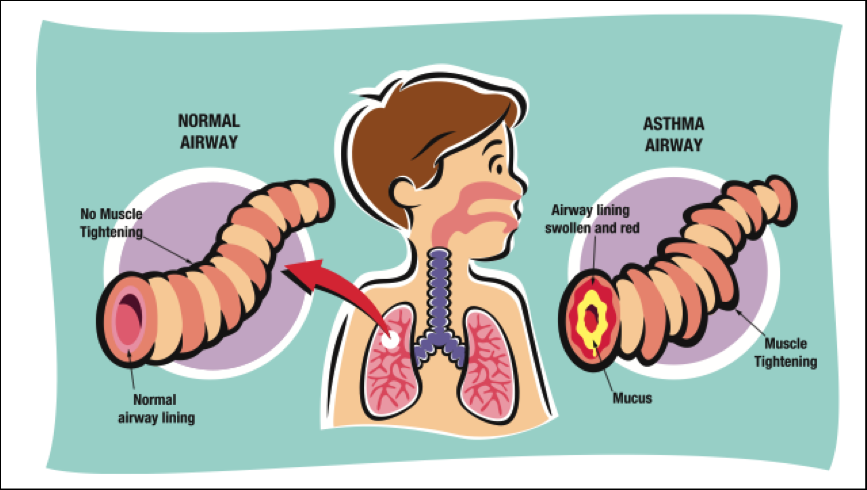 NORMAL
AIRWAY
No Muscle
Tightening
Normal
airway lining
ASTHMA
AIRWAY
Airway lining
swollen and red
Muscle
Tightening
Mucus